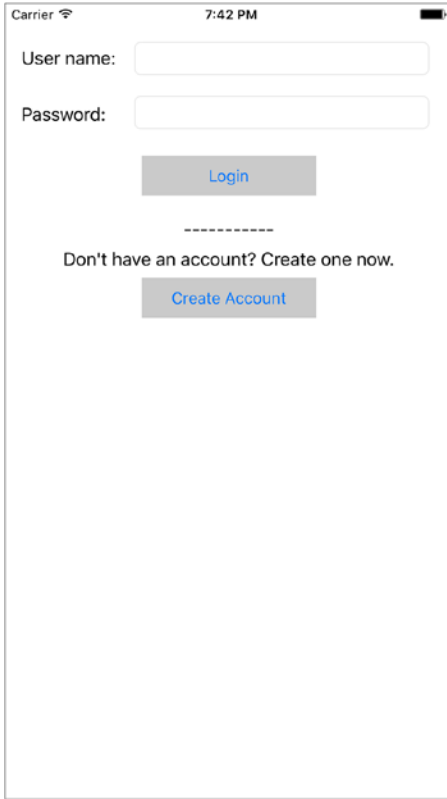 Carrier 7:42 PM
User name:
Password:
Login
-----------
Don't have an account? Create one now.
Create Account